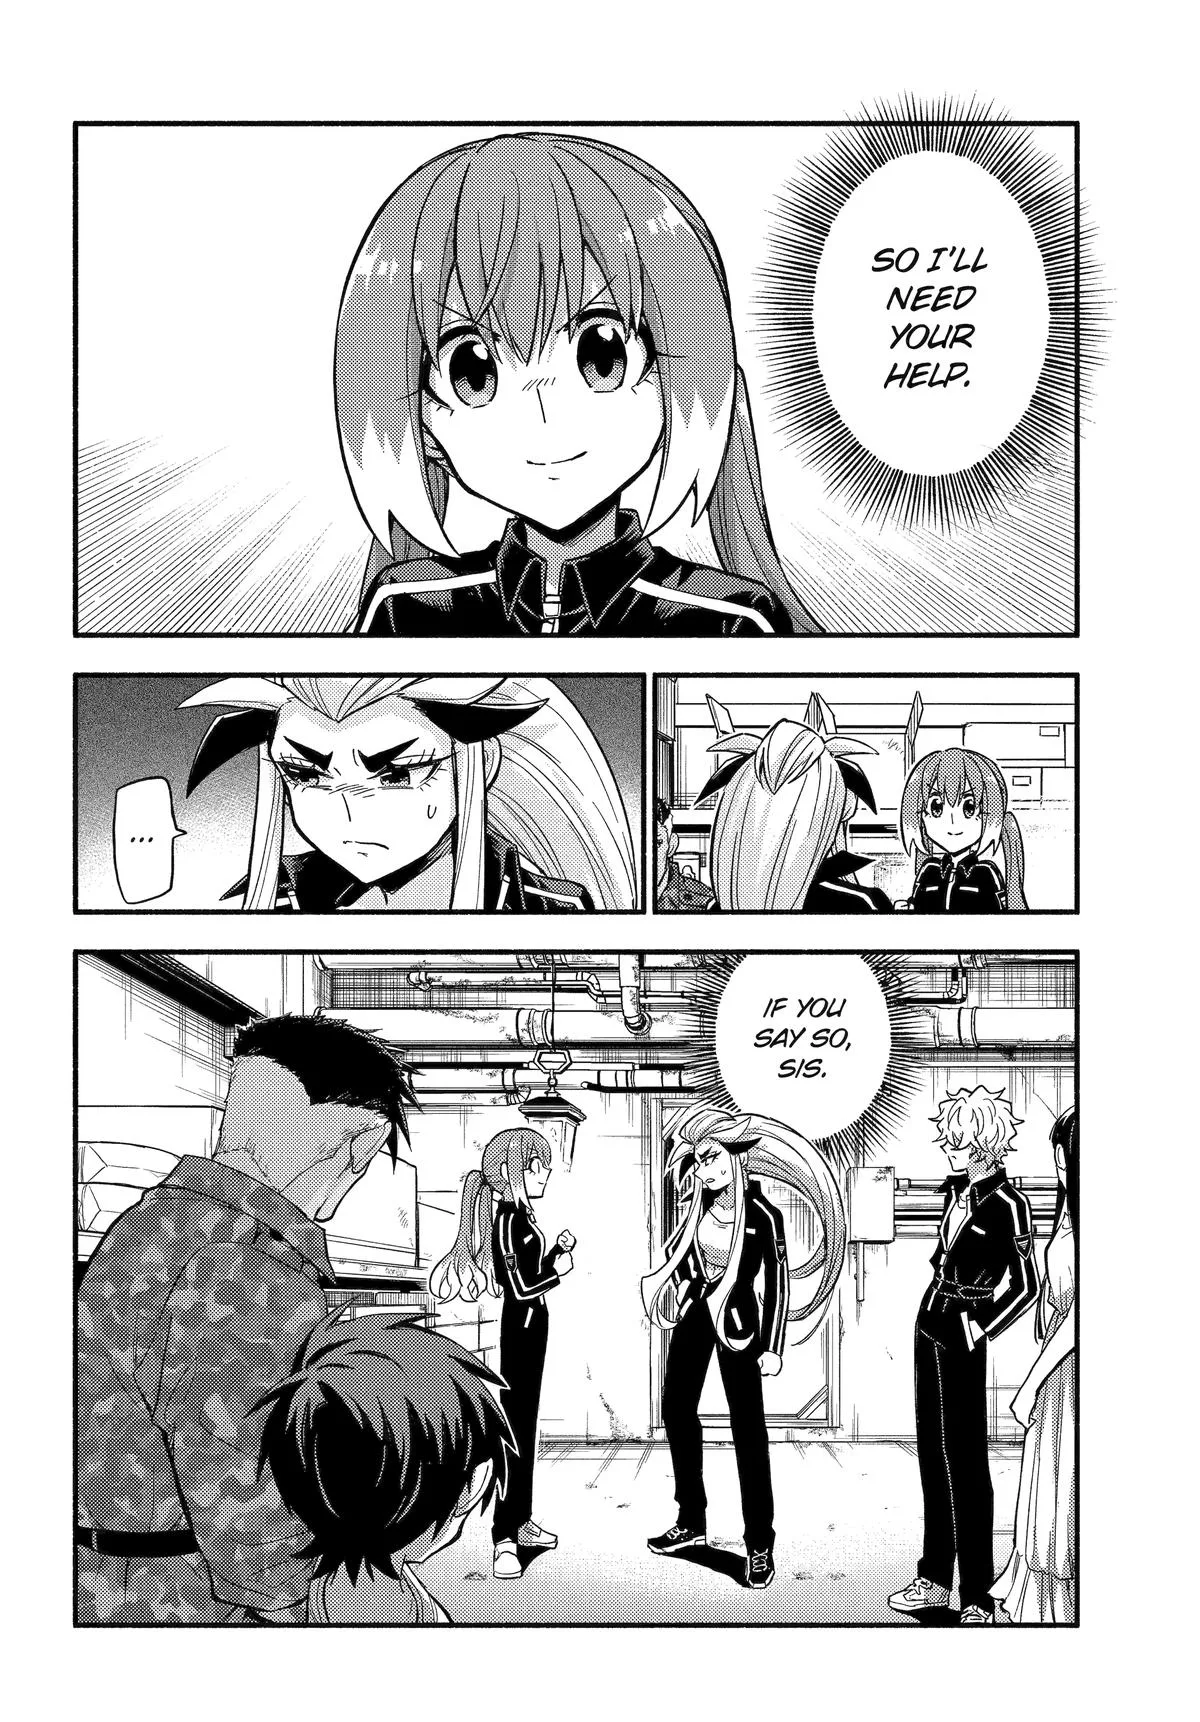 SO I'LL
NEED
YOUR
HELP.
...
IF YOU
SAY SO,
SIS.